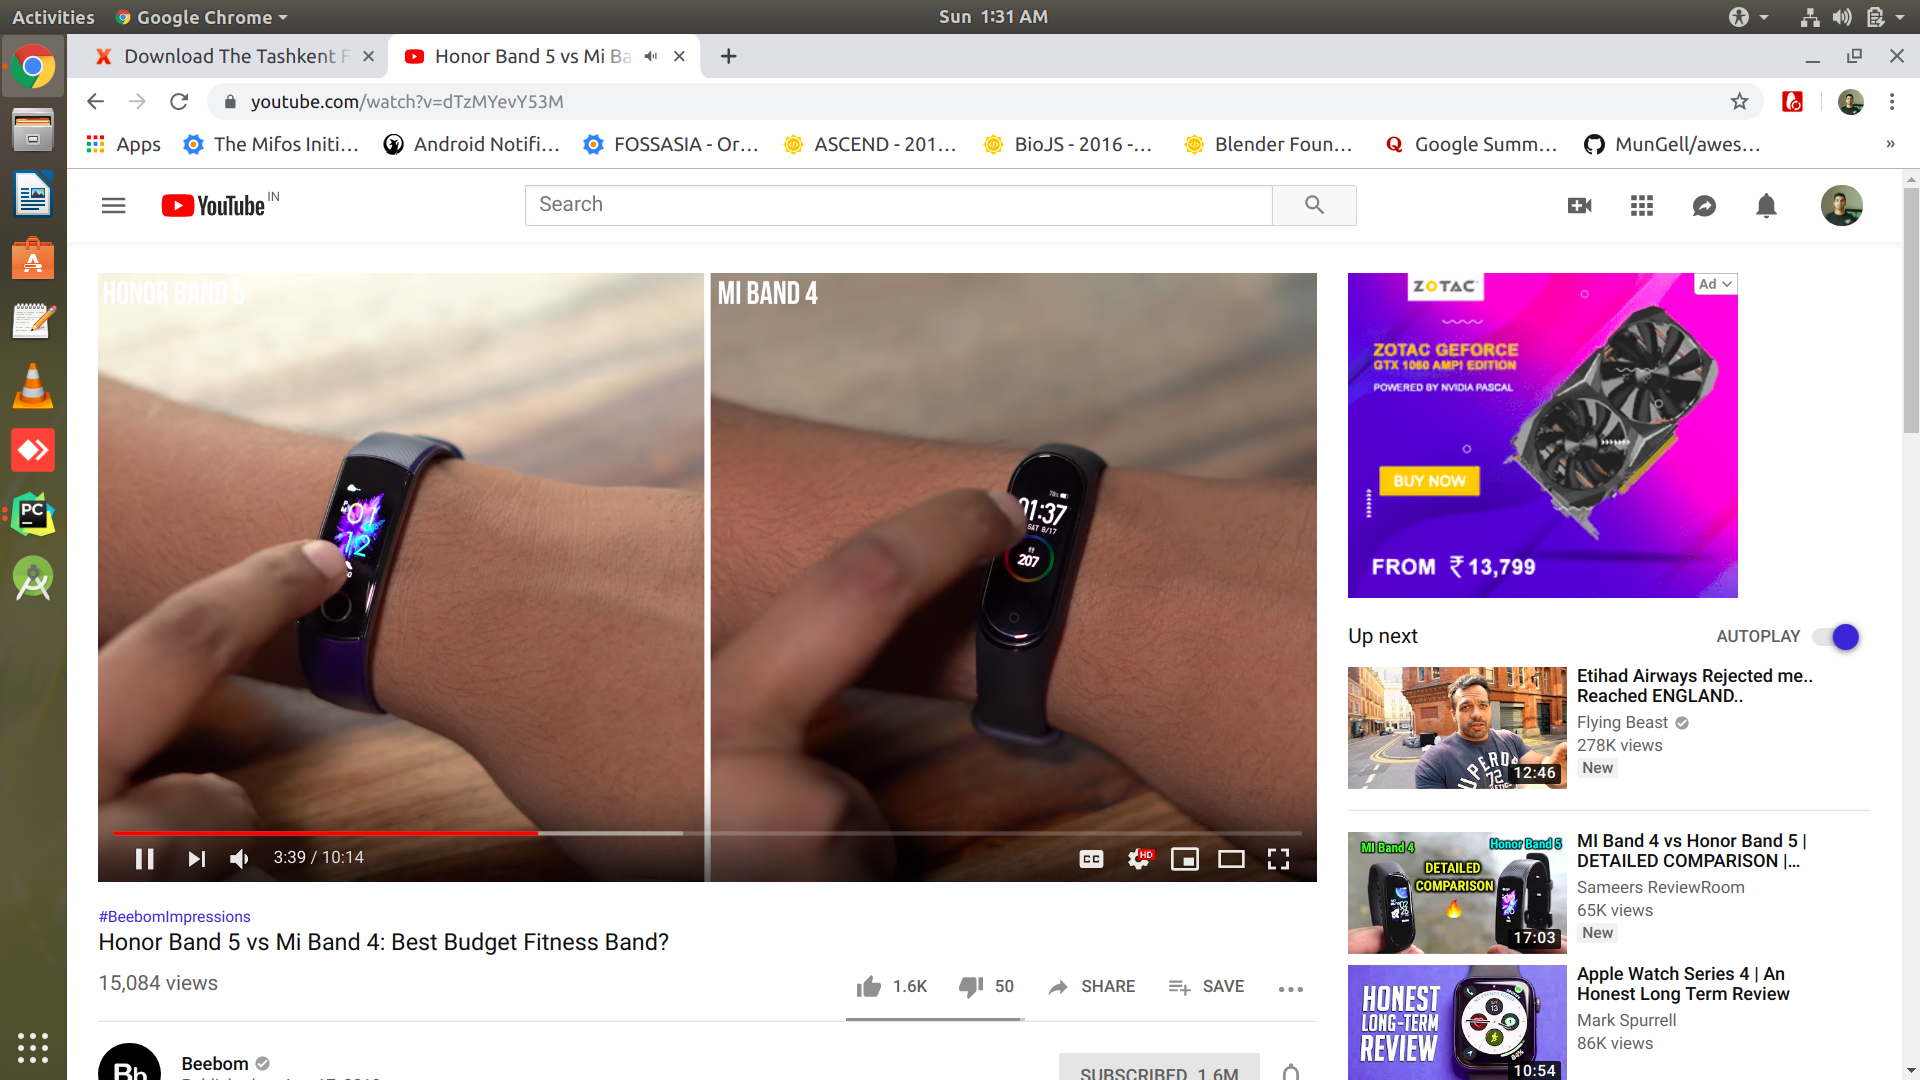 Activities
Google Chrome
Sun 1:31 AM
Download The Tashkent F
Honor Band 5 vs Mi Ba
youtube.com/watch?v=dTzMYevY53M
Apps
The Mifos Initi...
Android Notifi...
FOSSASIA - Or...
ASCEND - 201...
BioJS - 2016 -...
Blender Foun...
Google Summ...
MunGell/awes...
»
YouTube IN
Search
HONOR BAND 5
MI BAND 4
01
12
78%
01:37
SAT 8/17
207
3:39 / 10:14
CC
HD
#BeebomImpressions
Honor Band 5 vs Mi Band 4: Best Budget Fitness Band?
15,084 views
1.6K
50
SHARE
SAVE
Beebom
SUBSCRIBED 1.6M
Ad
ZOTAC
ZOTAC GEFORCE
GTX 1060 AMP! EDITION
POWERED BY NVIDIA PASCAL
BUY NOW
FROM ₹13,799
Up next
AUTOPLAY
Etihad Airways Rejected me..
Reached ENGLAND..
Flying Beast
278K views
New
12:46
MI Band 4 vs Honor Band 5 |
DETAILED COMPARISON |...
Sameers ReviewRoom
65K views
New
MI Band 4
Honor Band 5
DETAILED
COMPARISON
17:03
Apple Watch Series 4 | An
Honest Long Term Review
Mark Spurrell
86K views
HONEST
LONG-TERM
REVIEW
10:54
PC